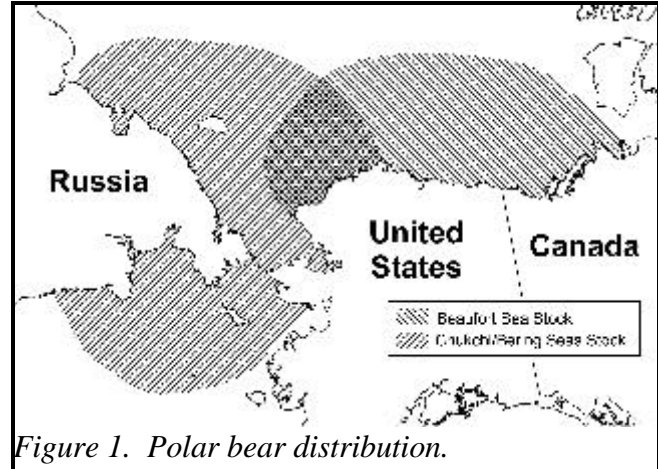 Russia
United
States
Canada
Beaufort Sea Stock
Chukchi/Bering Seas Stock
Figure 1. Polar bear distribution.